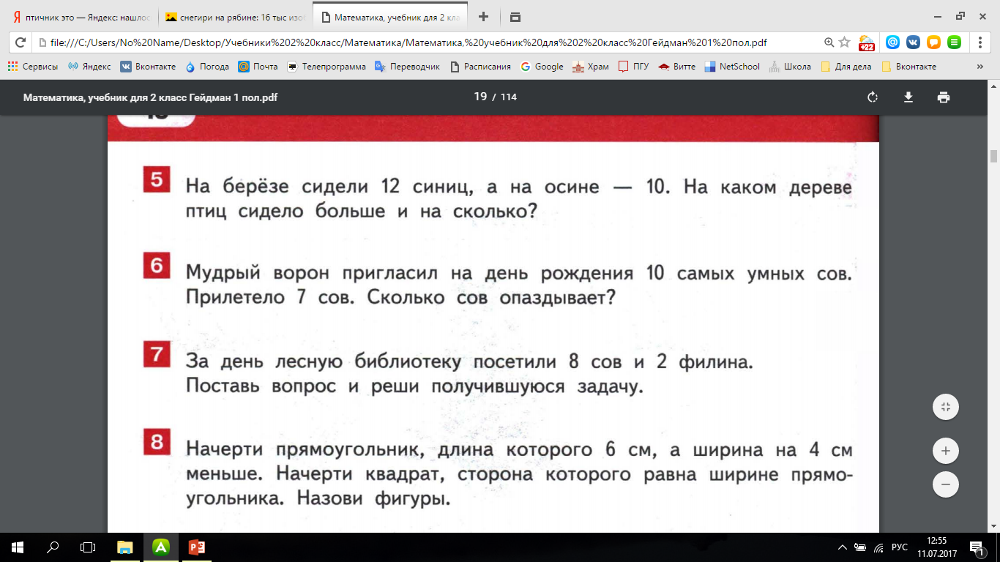 птичник это — Яндекс: нашлос
снегири на рябине: 16 тыс изо
Математика, учебник для 2 кла
file:///C:/Users/No%20Name/Desktop/Учебники%202%20класс/Математика/Математика,%20учебник%20для%202%20класс%20Гейдман%201%20пол.pdf
+22
Сервисы Яндекс Вконтакте Погода Почта Телепрограмма Переводчик Расписания Google Храм ПГУ Витте NetSchool Школа Для дела Вконтакте »
Математика, учебник для 2 класс Гейдман 1 пол.pdf 19 / 114
5 На берёзе сидели 12 синиц, а на осине — 10. На каком дереве
птиц сидело больше и на сколько?
6 Мудрый ворон пригласил на день рождения 10 самых умных сов.
Прилетело 7 сов. Сколько сов опаздывает?
7 За день лесную библиотеку посетили 8 сов и 2 филина.
Поставь вопрос и реши получившуюся задачу.
8 Начерти прямоугольник, длина которого 6 см, а ширина на 4 см
меньше. Начерти квадрат, сторона которого равна ширине прямо-
угольника. Назови фигуры.
РУС 12:55
11.07.2017 1